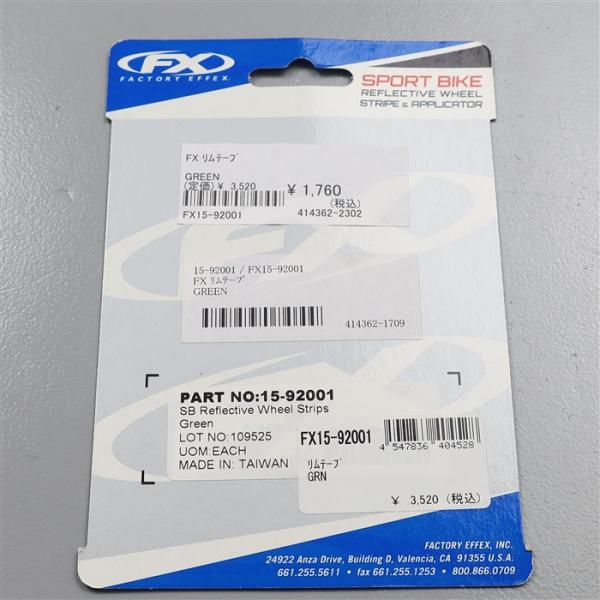 FX
FACTORY EFFEX
SPORT BIKE
REFLECTIVE WHEEL
STRIPE & APPLICATOR
FX ﾘﾑﾃｰﾌﾟ
GREEN
(定価)¥ 3,520 ¥ 1,760
(税込)
FX15-92001 414362-2302
15-92001 / FX15-92001
FX ﾘﾑﾃｰﾌﾟ
GREEN
414362-1709
PART NO:15-92001
SB Reflective Wheel Strips
Green
LOT NO:109525
UOM:EACH
MADE IN: TAIWAN
FX15-92001
4 547836 404528
ﾘﾑﾃｰﾌﾟ
GRN
¥ 3,520 (税込)
FACTORY EFFEX, INC.
24922 Anza Drive, Building D, Valencia, CA 91355 U.S.A.
661.255.5611 • fax 661.255.1253 • 800.866.0709